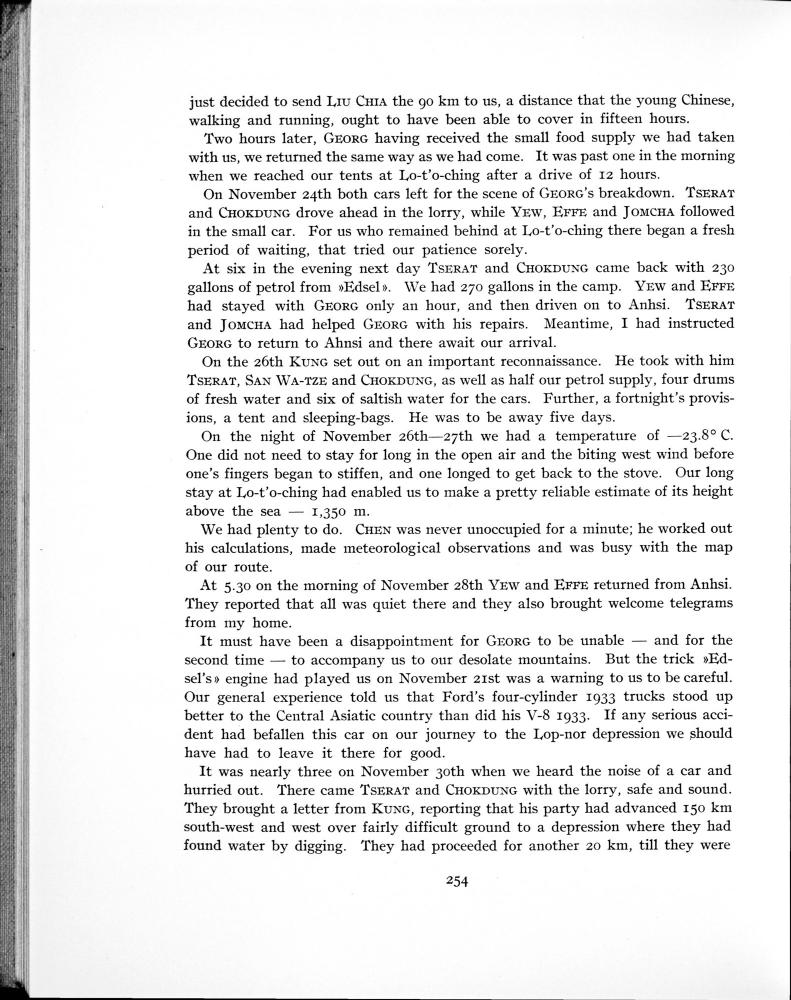 just decided to send LIU CHIA the 90 km to us, a distance that the young Chinese,
walking and running, ought to have been able to cover in fifteen hours.
Two hours later, GEORG having received the small food supply we had taken
with us, we returned the same way as we had come. It was past one in the morning
when we reached our tents at Lo-t'o-ching after a drive of 12 hours.
On November 24th both cars left for the scene of GEORG's breakdown. TSERAT
and CHOKDUNG drove ahead in the lorry, while YEW, EFFE and JOMCHA followed
in the small car. For us who remained behind at Lo-t'o-ching there began a fresh
period of waiting, that tried our patience sorely.
At six in the evening next day TSERAT and CHOKDUNG came back with 230
gallons of petrol from »Edsel». We had 270 gallons in the camp. YEW and EFFE
had stayed with GEORG only an hour, and then driven on to Anhsi. TSERAT
and JOMCHA had helped GEORG with his repairs. Meantime, I had instructed
GEORG to return to Ahnsi and there await our arrival.
On the 26th KUNG set out on an important reconnaissance. He took with him
TSERAT, SAN WA-TZE and CHOKDUNG, as well as half our petrol supply, four drums
of fresh water and six of saltish water for the cars. Further, a fortnight's provis-
ions, a tent and sleeping-bags. He was to be away five days.
On the night of November 26th—27th we had a temperature of —23.8° C.
One did not need to stay for long in the open air and the biting west wind before
one's fingers began to stiffen, and one longed to get back to the stove. Our long
stay at Lo-t'o-ching had enabled us to make a pretty reliable estimate of its height
above the sea — 1,350 m.
We had plenty to do. CHEN was never unoccupied for a minute; he worked out
his calculations, made meteorological observations and was busy with the map
of our route.
At 5.30 on the morning of November 28th YEW and EFFE returned from Anhsi.
They reported that all was quiet there and they also brought welcome telegrams
from my home.
It must have been a disappointment for GEORG to be unable — and for the
second time — to accompany us to our desolate mountains. But the trick »Ed-
sel's» engine had played us on November 21st was a warning to us to be careful.
Our general experience told us that Ford's four-cylinder 1933 trucks stood up
better to the Central Asiatic country than did his V-8 1933. If any serious acci-
dent had befallen this car on our journey to the Lop-nor depression we should
have had to leave it there for good.
It was nearly three on November 30th when we heard the noise of a car and
hurried out. There came TSERAT and CHOKDUNG with the lorry, safe and sound.
They brought a letter from KUNG, reporting that his party had advanced 150 km
south-west and west over fairly difficult ground to a depression where they had
found water by digging. They had proceeded for another 20 km, till they were
254